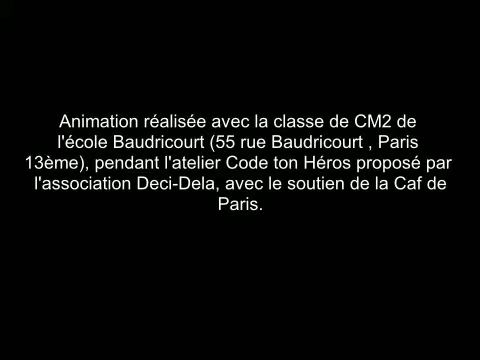 Animation réalisée avec la classe de CM2 de
l'école Baudricourt (55 rue Baudricourt , Paris
13ème), pendant l'atelier Code ton Héros proposé par
l'association Deci-Dela, avec le soutien de la Caf de
Paris.